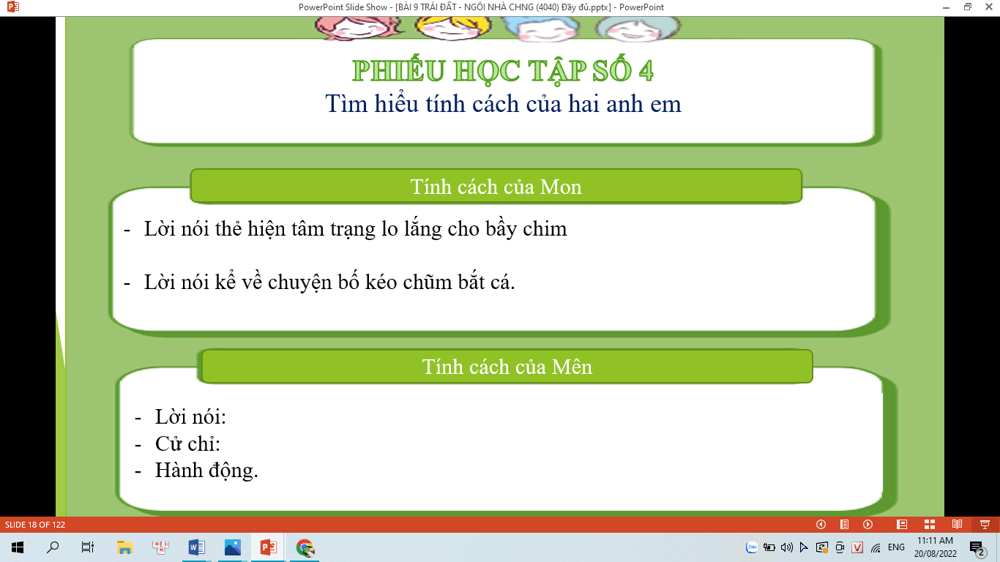 PowerPoint Slide Show - [BÀI 9 TRÁI ĐẤT - NGÔI NHÀ CHNG (4040) Đầy đủ.pptx] - PowerPoint
PHIẾU HỌC TẬP SỐ 4
Tìm hiểu tính cách của hai anh em
Tính cách của Mon
- Lời nói thẻ hiện tâm trạng lo lắng cho bầy chim
- Lời nói kể về chuyện bố kéo chũm bắt cá.
Tính cách của Mên
- Lời nói:
- Cử chỉ:
- Hành động.
SLIDE 18 OF 122
Zalo
V
ENG
11:11 AM
20/08/2022
2